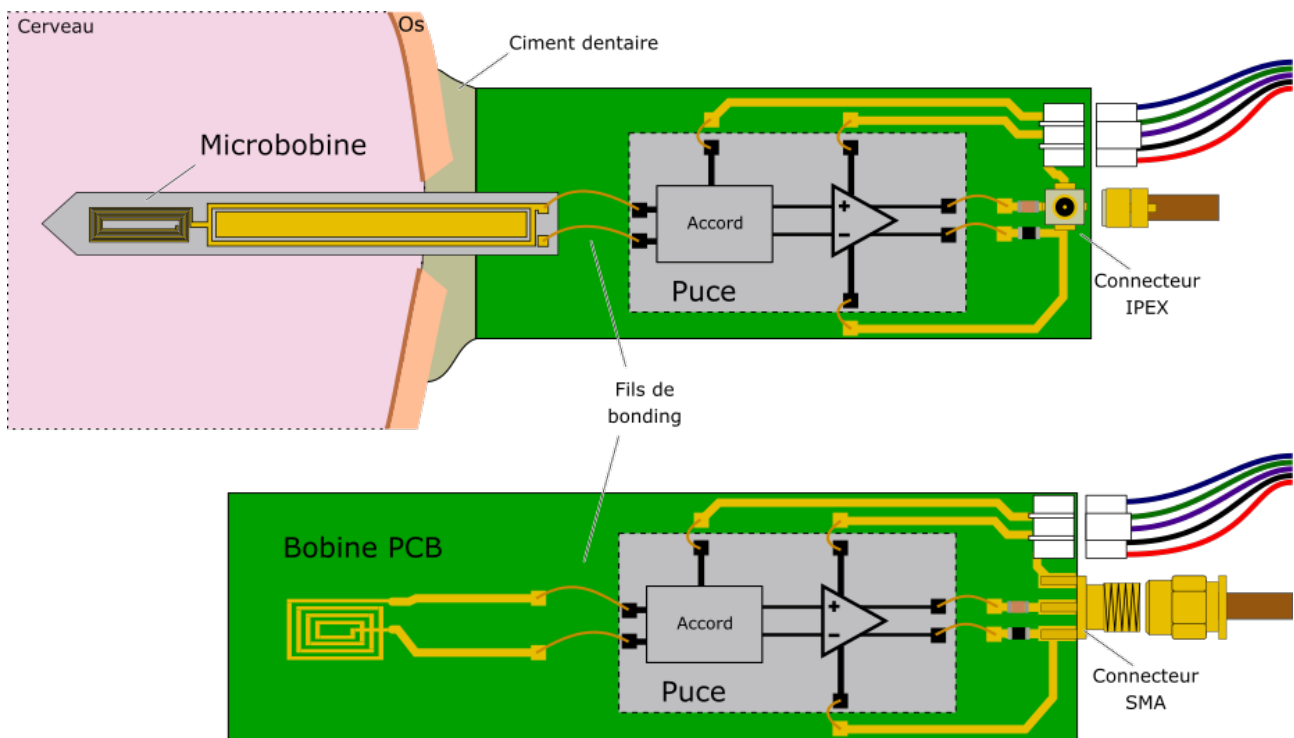 Cerveau
Os
Ciment dentaire
Microbobine
Accord
+
−
Puce
Connecteur
IPEX
Fils de
bonding
Bobine PCB
Accord
+
−
Puce
Connecteur
SMA